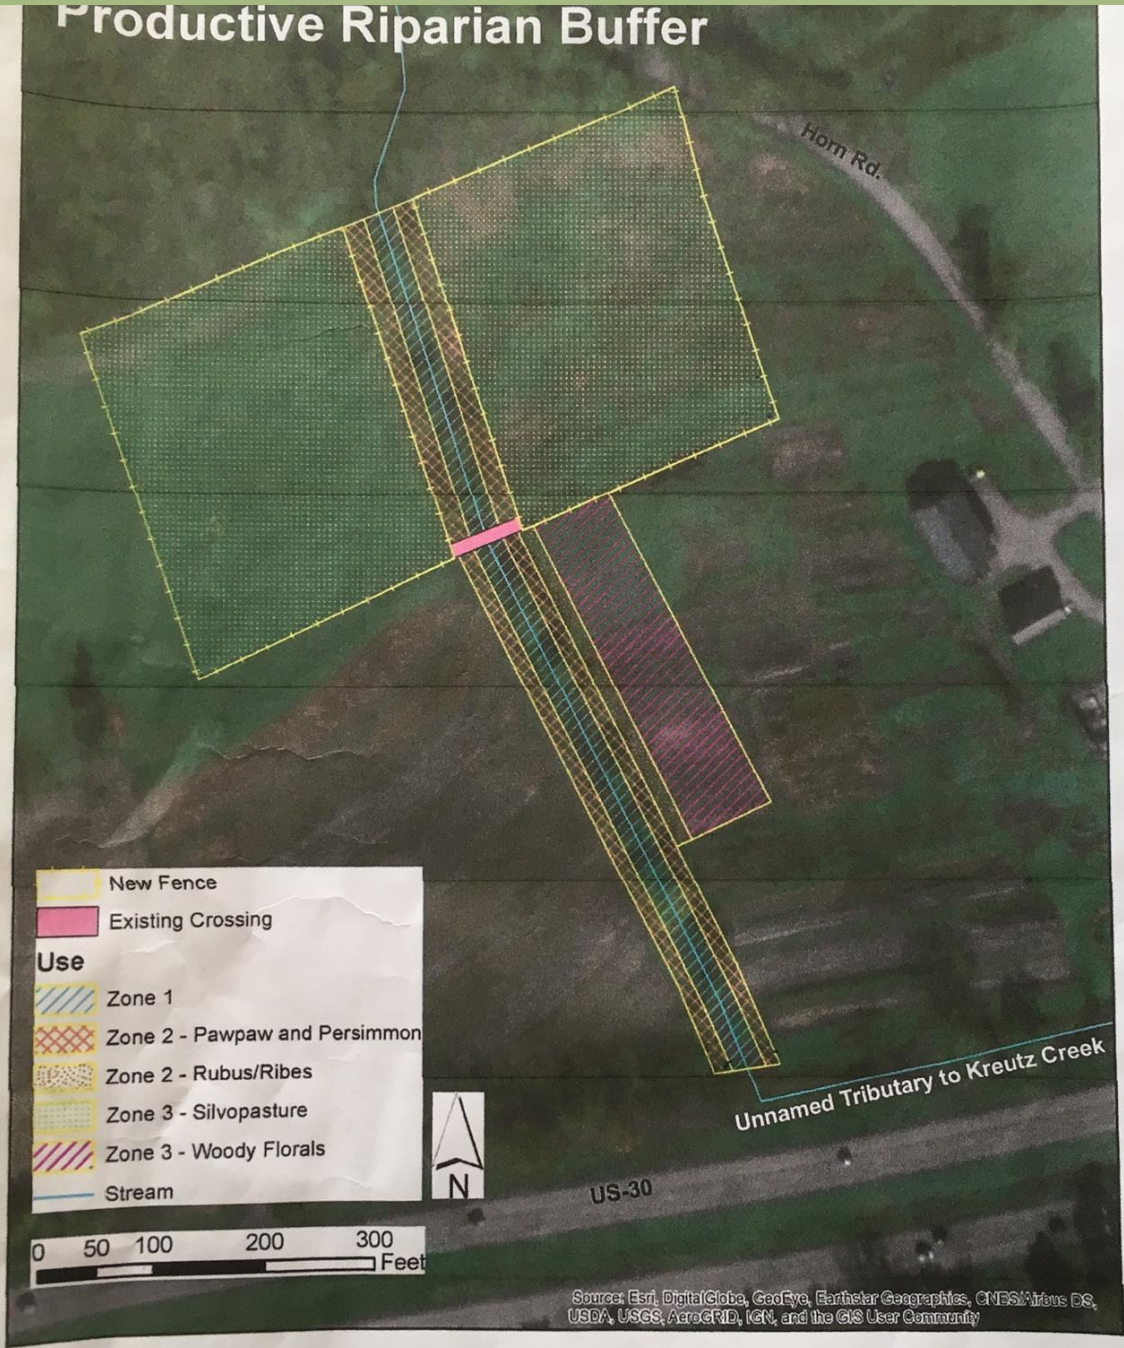 Productive Riparian Buffer
Horn Rd.
New Fence
Existing Crossing
Use
Zone 1
Zone 2 - Pawpaw and Persimmon
Zone 2 - Rubus/Ribes
Zone 3 - Silvopasture
Zone 3 - Woody Florals
Stream
N
0 50 100 200 300
Feet
Unnamed Tributary to Kreutz Creek
US-30
Source: Esri, DigitalGlobe, GeoEye, Earthstar Geographics, CNES/Airbus DS,
USDA, USGS, AeroGRID, IGN, and the GIS User Community